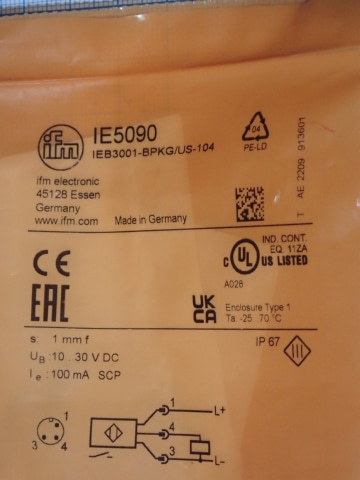 ifm
IE5090
IEB3001-BPKG/US-104
04
PE-LD
ifm electronic
45128 Essen
Germany
www.ifm.com Made in Germany
T AE 2209 913601
CE
C UL US LISTED
IND. CONT.
EQ. 11ZA
A028
EAC
UK
CA
Enclosure Type 1
Ta: -25...70 °C
s: 1 mm f
IP 67
III
UB: 10...30 V DC
Ie: 100 mA SCP
1
3 4
1 L+
4
3 L-